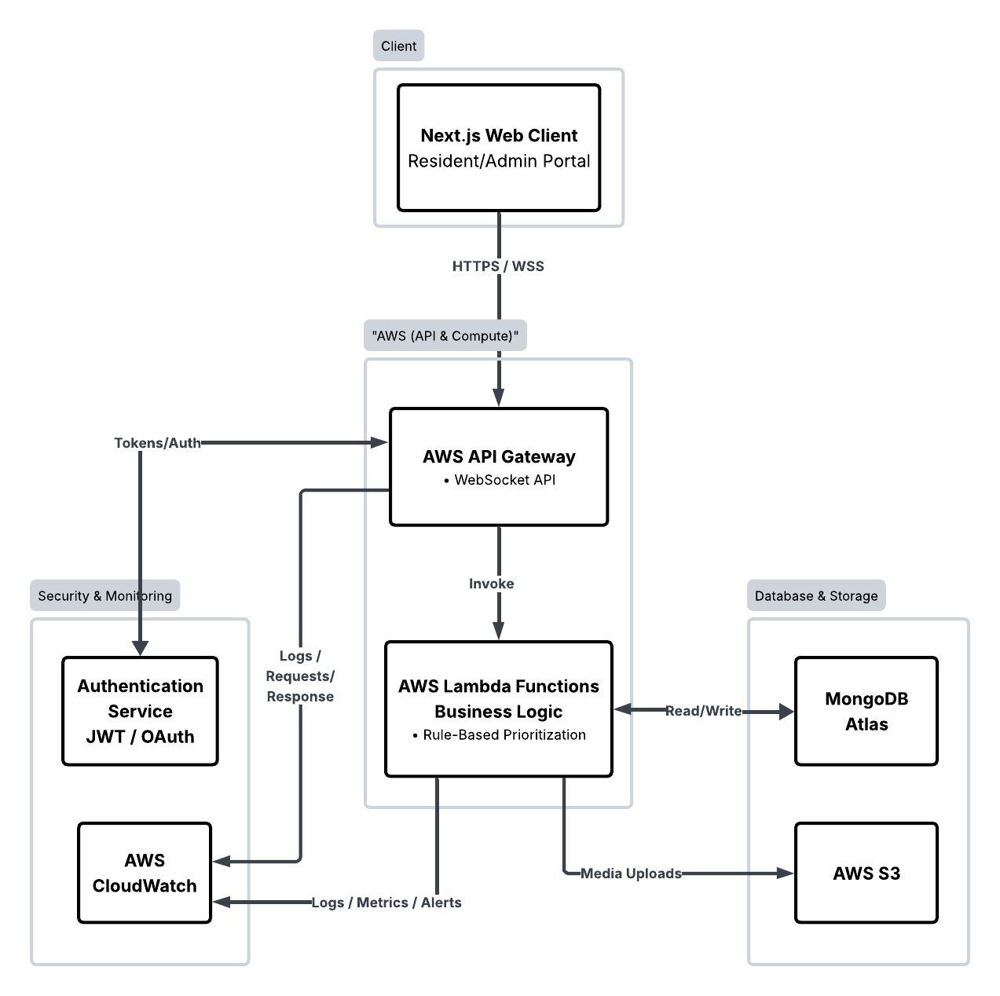 Client
Next.js Web Client
Resident/Admin Portal
HTTPS / WSS
"AWS (API & Compute)"
Tokens/Auth
AWS API Gateway
• WebSocket API
Invoke
Security & Monitoring
Database & Storage
Logs /
Requests/
Response
Authentication
Service
JWT / OAuth
AWS Lambda Functions
Business Logic
• Rule-Based Prioritization
Read/Write
MongoDB
Atlas
AWS
CloudWatch
Logs / Metrics / Alerts
Media Uploads
AWS S3